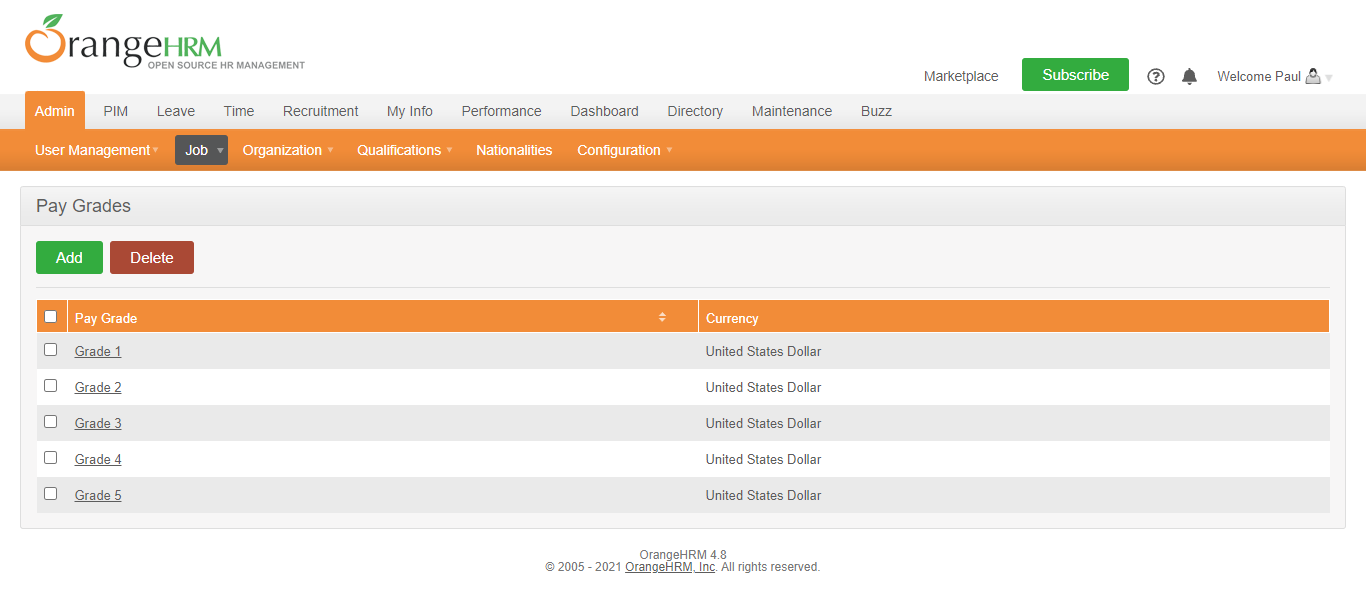 OrangeHRM
OPEN SOURCE HR MANAGEMENT
Marketplace Subscribe Welcome Paul
Admin PIM Leave Time Recruitment My Info Performance Dashboard Directory Maintenance Buzz
User Management Job Organization Qualifications Nationalities Configuration
Pay Grades
Add Delete
Pay Grade Currency
Grade 1 United States Dollar
Grade 2 United States Dollar
Grade 3 United States Dollar
Grade 4 United States Dollar
Grade 5 United States Dollar
OrangeHRM 4.8
© 2005 - 2021 OrangeHRM, Inc. All rights reserved.